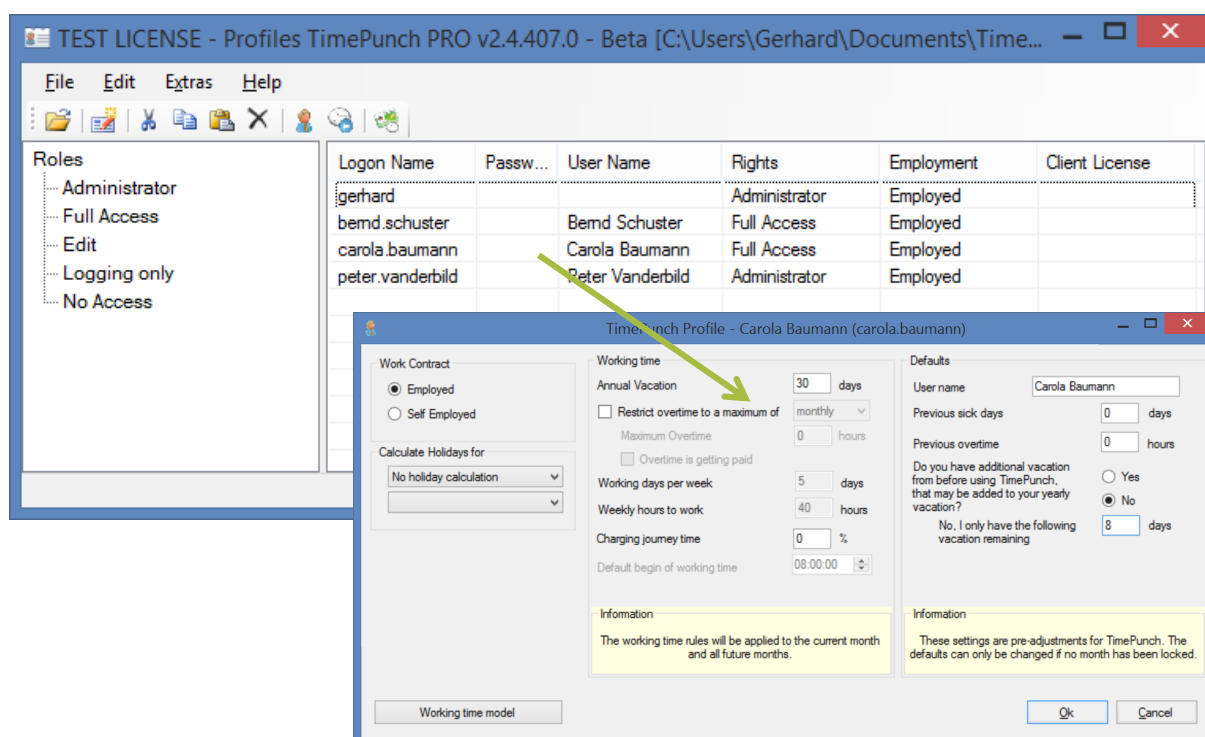 TEST LICENSE - Profiles TimePunch PRO v2.4.407.0 - Beta [C:\Users\Gerhard\Documents\Time...
File Edit Extras Help
Roles
Administrator
Full Access
Edit
Logging only
No Access
Logon Name Passw... User Name Rights Employment Client License
gerhard Administrator Employed
bernd.schuster Bernd Schuster Full Access Employed
carola.baumann Carola Baumann Full Access Employed
peter.vanderbild Peter Vanderbild Administrator Employed
TimePunch Profile - Carola Baumann (carola.baumann)
Work Contract
Employed
Self Employed
Calculate Holidays for
No holiday calculation
Working time model
Working time
Annual Vacation 30 days
Restrict overtime to a maximum of monthly
Maximum Overtime 0 hours
Overtime is getting paid
Working days per week 5 days
Weekly hours to work 40 hours
Charging journey time 0 %
Default begin of working time 08:00:00
Information
The working time rules will be applied to the current month
and all future months.
Defaults
User name Carola Baumann
Previous sick days 0 days
Previous overtime 0 hours
Do you have additional vacation
from before using TimePunch,
that may be added to your yearly
vacation?
Yes
No
No, I only have the following
vacation remaining
8 days
Information
These settings are pre-adjustments for TimePunch. The
defaults can only be changed if no month has been locked.
Ok Cancel